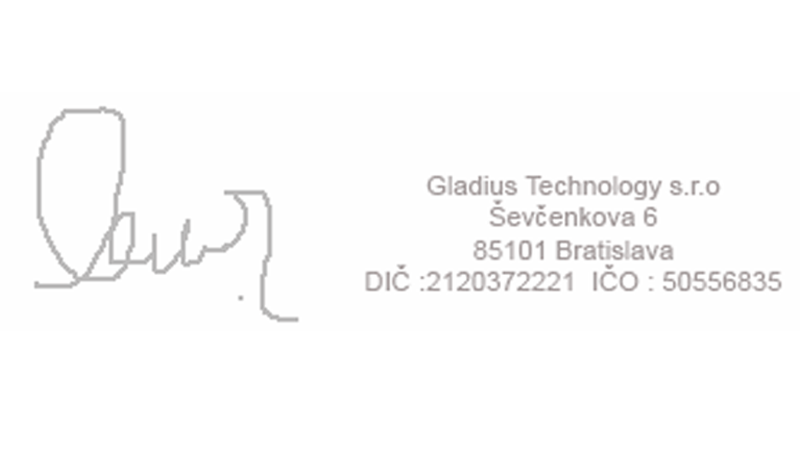 Gladius Technology s.r.o
Ševčenkova 6
85101 Bratislava
DIČ :2120372221 IČO : 50556835